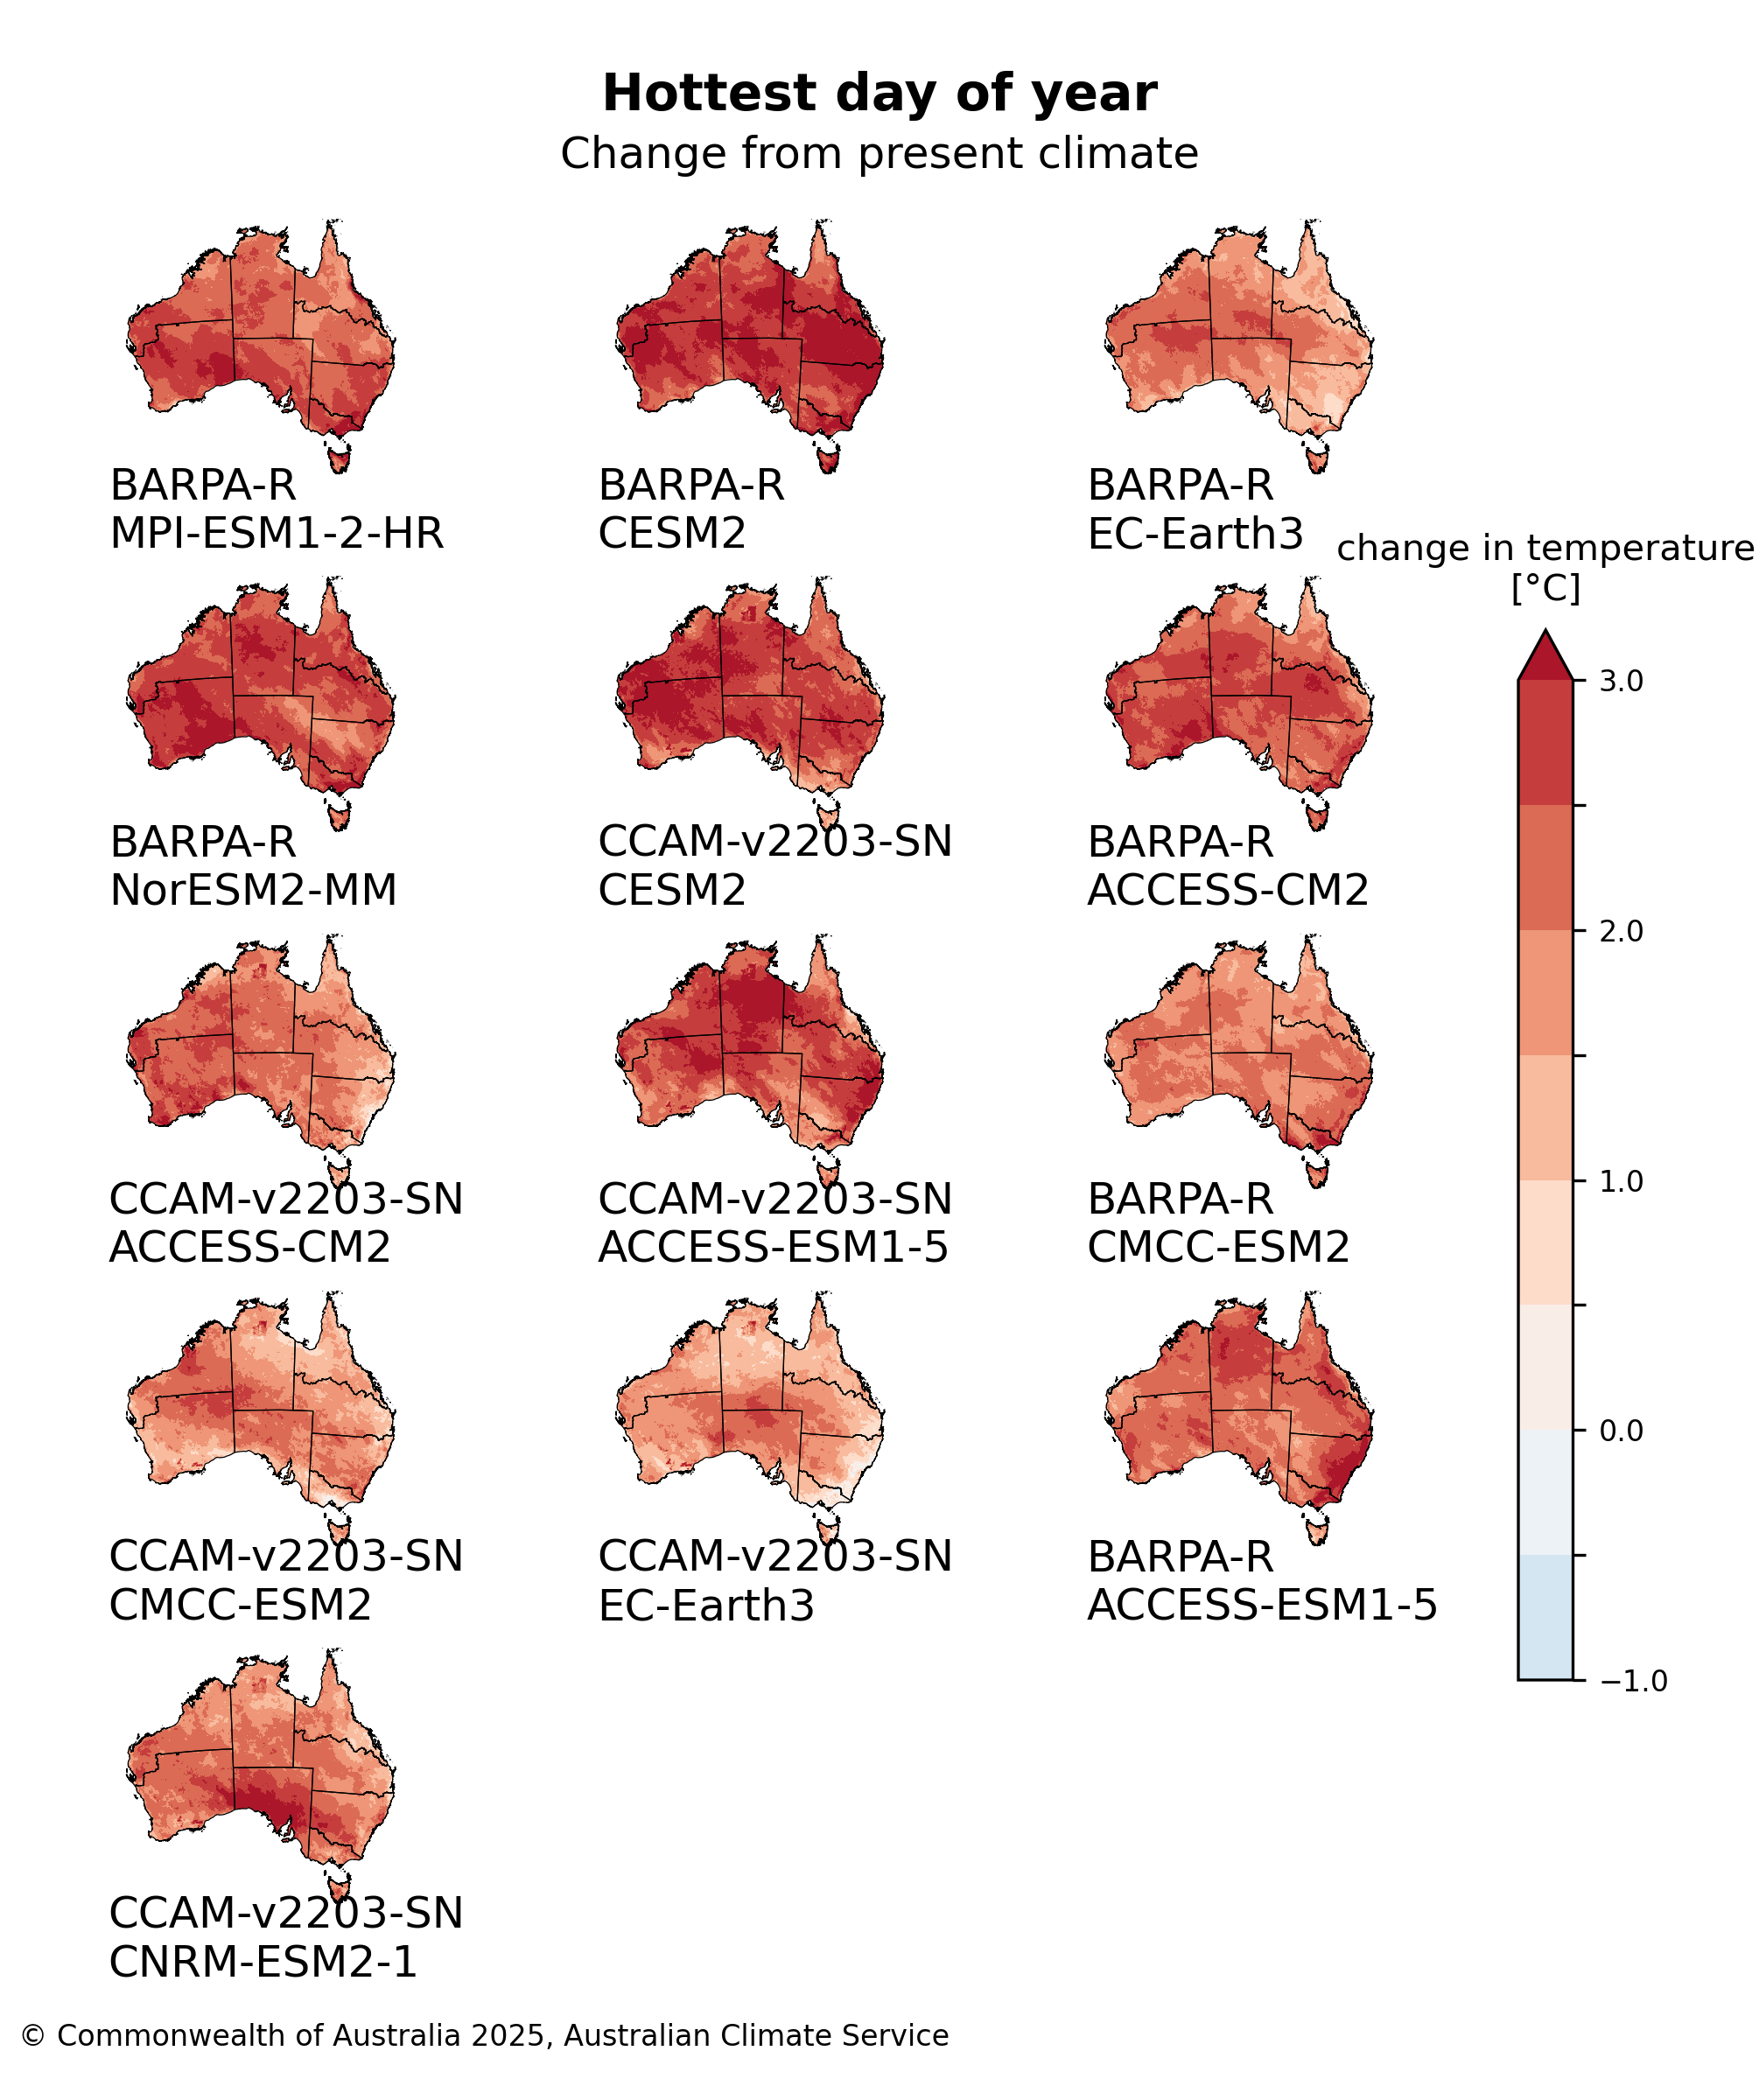 Hottest day of year
Change from present climate
BARPA-R
MPI-ESM1-2-HR
BARPA-R
CESM2
BARPA-R
EC-Earth3
change in temperature
[°C]
BARPA-R
NorESM2-MM
CCAM-v2203-SN
CESM2
BARPA-R
ACCESS-CM2
CCAM-v2203-SN
ACCESS-CM2
CCAM-v2203-SN
ACCESS-ESM1-5
BARPA-R
CMCC-ESM2
CCAM-v2203-SN
CMCC-ESM2
CCAM-v2203-SN
EC-Earth3
BARPA-R
ACCESS-ESM1-5
CCAM-v2203-SN
CNRM-ESM2-1
3.0
2.0
1.0
0.0
−1.0
© Commonwealth of Australia 2025, Australian Climate Service